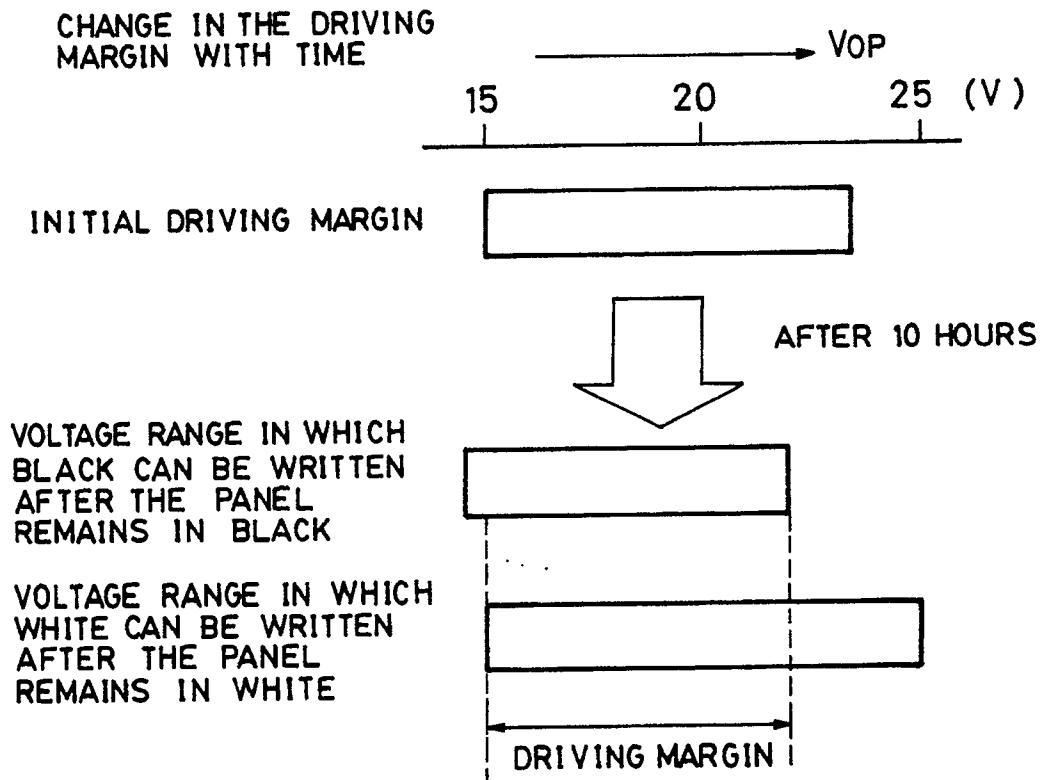 CHANGE IN THE DRIVING
MARGIN WITH TIME
VOP
15 20 25 (V)
INITIAL DRIVING MARGIN
AFTER 10 HOURS
VOLTAGE RANGE IN WHICH
BLACK CAN BE WRITTEN
AFTER THE PANEL
REMAINS IN BLACK
VOLTAGE RANGE IN WHICH
WHITE CAN BE WRITTEN
AFTER THE PANEL
REMAINS IN WHITE
DRIVING MARGIN